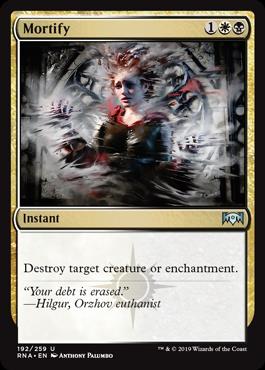 Mortify 1
Instant
Destroy target creature or enchantment.
“Your debt is erased.”
—Hilgur, Orzhov euthanist
192/259 U
RNA • EN Anthony Palumbo ™ & © 2019 Wizards of the Coast